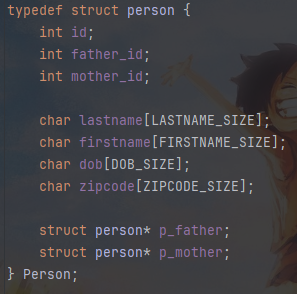 typedef struct person {
    int id;
    int father_id;
    int mother_id;

    char lastname[LASTNAME_SIZE];
    char firstname[FIRSTNAME_SIZE];
    char dob[DOB_SIZE];
    char zipcode[ZIPCODE_SIZE];

    struct person* p_father;
    struct person* p_mother;
} Person;